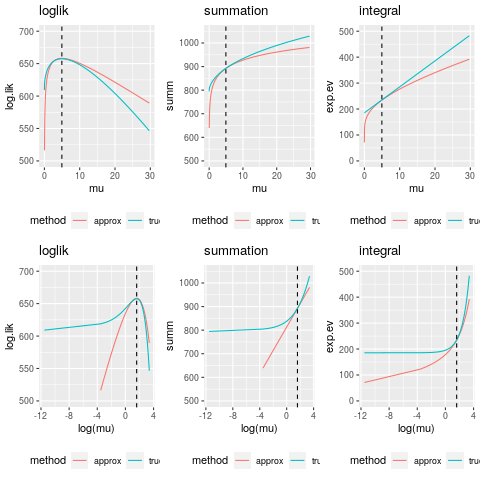 loglik
700
650
600
550
500
log.lik
0 10 20 30
mu
method approx
summation
1000
900
800
700
600
500
summ
0 10 20 30
mu
method approx
integral
500
400
300
200
100
0
exp.ev
0 10 20 30
mu
method approx
loglik
700
650
600
550
500
log.lik
-12 -8 -4 0 4
log(mu)
method approx
summation
1000
900
800
700
600
500
summ
-12 -8 -4 0 4
log(mu)
method approx
integral
500
400
300
200
100
0
exp.ev
-12 -8 -4 0 4
log(mu)
method approx